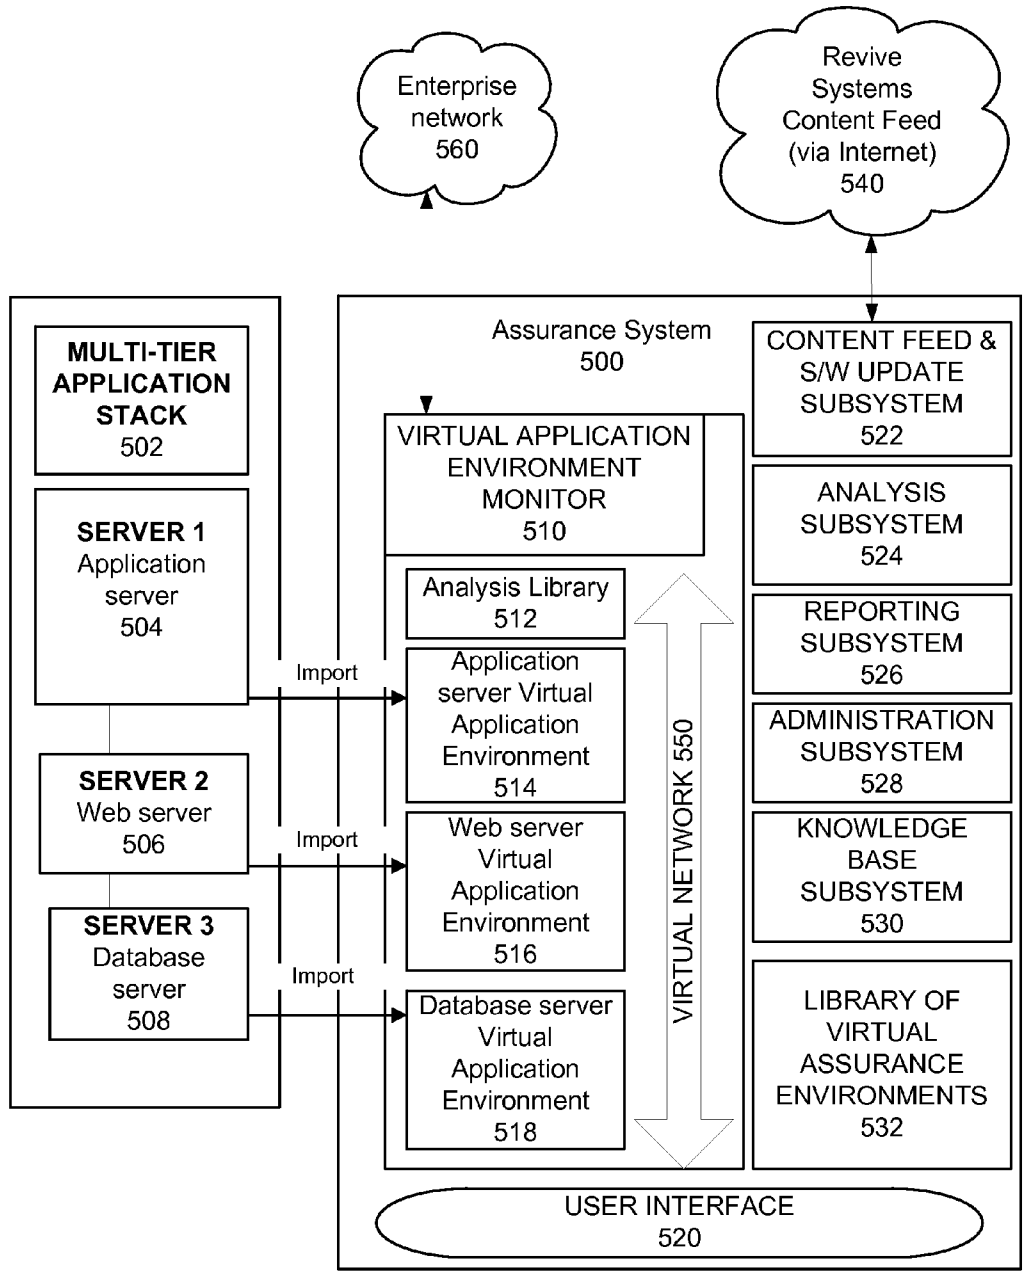 Enterprise
network
560
Revive
Systems
Content Feed
(via Internet)
540
MULTI-TIER
APPLICATION
STACK
502
SERVER 1
Application
server
504
SERVER 2
Web server
506
SERVER 3
Database
server
508
Import
Import
Import
Assurance System
500
VIRTUAL APPLICATION
ENVIRONMENT
MONITOR
510
Analysis Library
512
Application
server Virtual
Application
Environment
514
Web server
Virtual
Application
Environment
516
Database server
Virtual
Application
Environment
518
VIRTUAL NETWORK 550
CONTENT FEED &
S/W UPDATE
SUBSYSTEM
522
ANALYSIS
SUBSYSTEM
524
REPORTING
SUBSYSTEM
526
ADMINISTRATION
SUBSYSTEM
528
KNOWLEDGE
BASE
SUBSYSTEM
530
LIBRARY OF
VIRTUAL
ASSURANCE
ENVIRONMENTS
532
USER INTERFACE
520